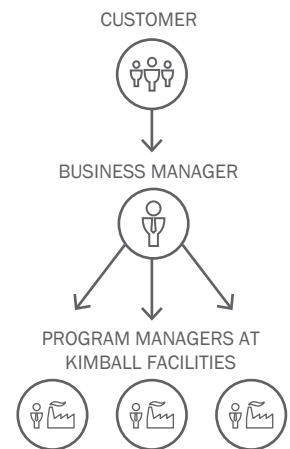 CUSTOMER
BUSINESS MANAGER
PROGRAM MANAGERS AT
KIMBALL FACILITIES